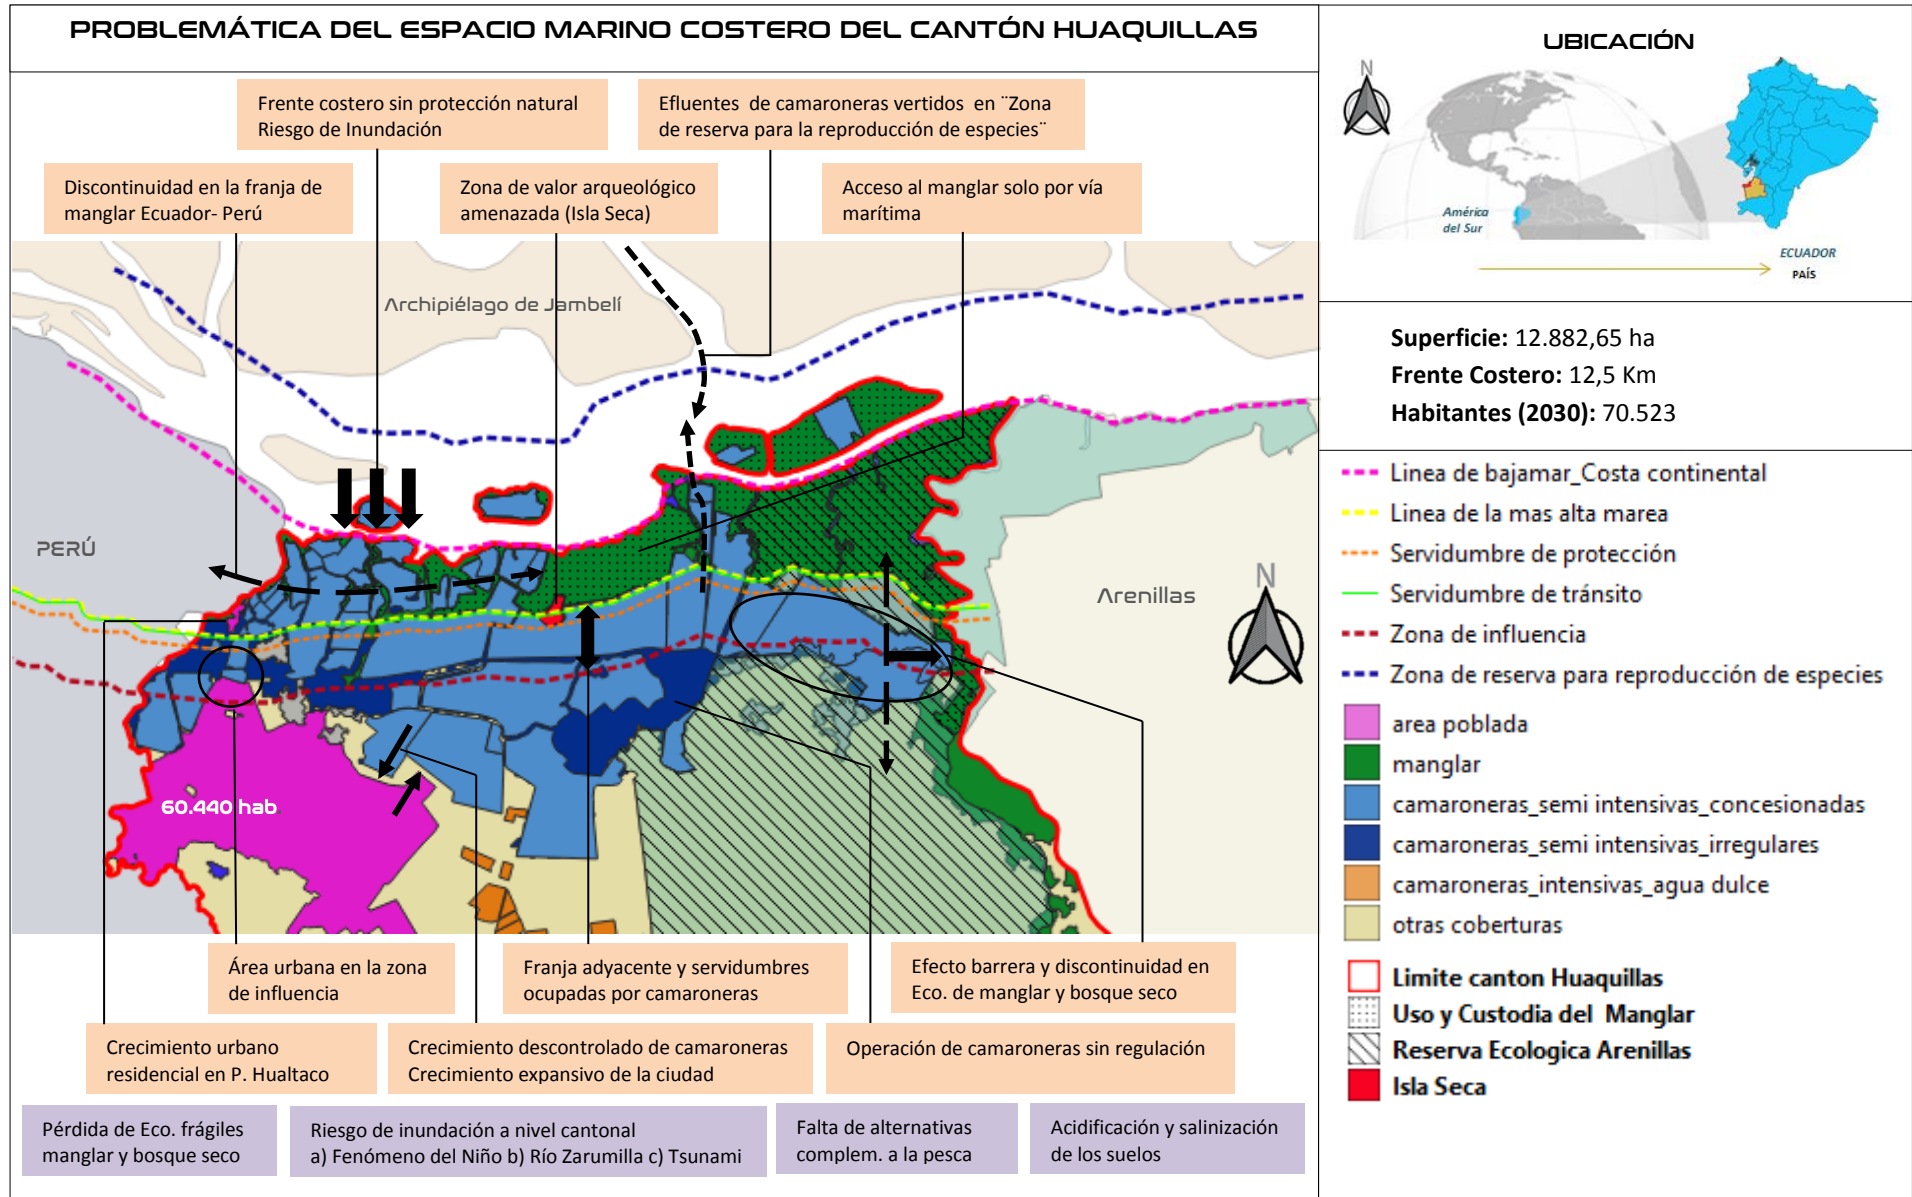 PROBLEMÁTICA DEL ESPACIO MARINO COSTERO DEL CANTÓN HUAQUILLAS
Frente costero sin protección natural
Riesgo de Inundación
Efluentes de camaroneras vertidos en ¨Zona
de reserva para la reproducción de especies¨
Discontinuidad en la franja de
manglar Ecuador- Perú
Zona de valor arqueológico
amenazada (Isla Seca)
Acceso al manglar solo por vía
marítima
Archipiélago de Jambelí
PERÚ
Arenillas
N
60.440 hab
Área urbana en la zona
de influencia
Franja adyacente y servidumbres
ocupadas por camaroneras
Efecto barrera y discontinuidad en
Eco. de manglar y bosque seco
Crecimiento urbano
residencial en P. Hualtaco
Crecimiento descontrolado de camaroneras
Crecimiento expansivo de la ciudad
Operación de camaroneras sin regulación
Pérdida de Eco. frágiles
manglar y bosque seco
Riesgo de inundación a nivel cantonal
a) Fenómeno del Niño b) Río Zarumilla c) Tsunami
Falta de alternativas
complem. a la pesca
Acidificación y salinización
de los suelos
UBICACIÓN
N
América
del Sur
ECUADOR
PAÍS
Superficie: 12.882,65 ha
Frente Costero: 12,5 Km
Habitantes (2030): 70.523
Linea de bajamar_Costa continental
Linea de la mas alta marea
Servidumbre de protección
Servidumbre de tránsito
Zona de influencia
Zona de reserva para reproducción de especies
area poblada
manglar
camaroneras_semi intensivas_concesionadas
camaroneras_semi intensivas_irregulares
camaroneras_intensivas_agua dulce
otras coberturas
Limite canton Huaquillas
Uso y Custodia del Manglar
Reserva Ecologica Arenillas
Isla Seca